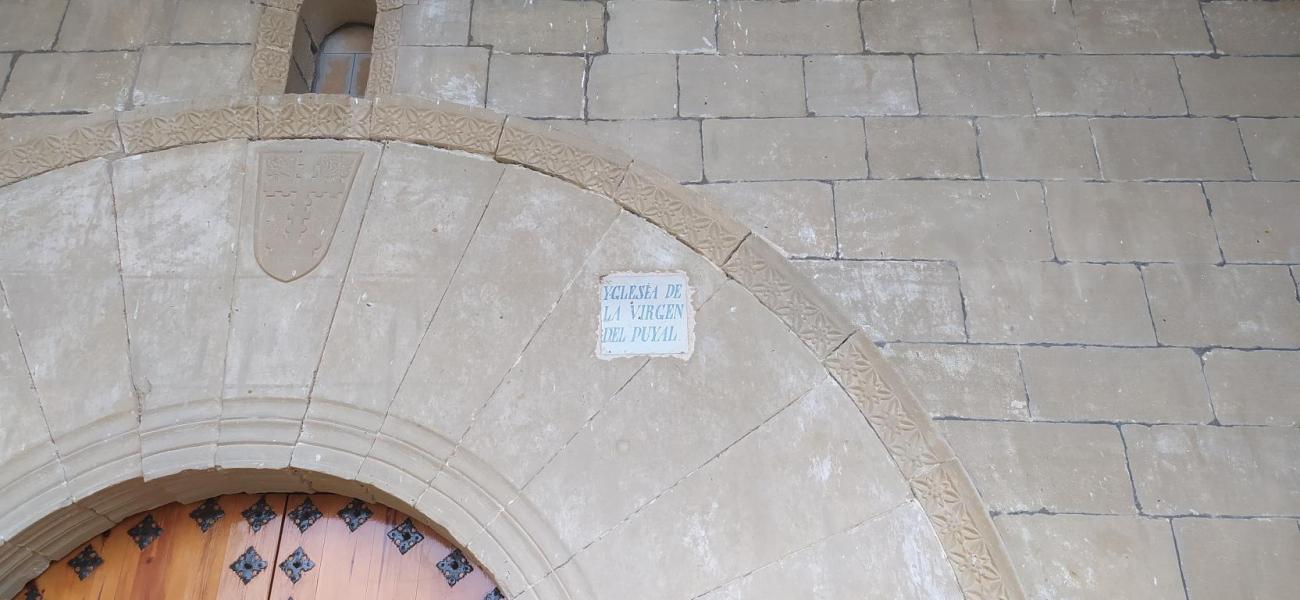 YGLESIA DE
LA VIRGEN
DEL PUYAL